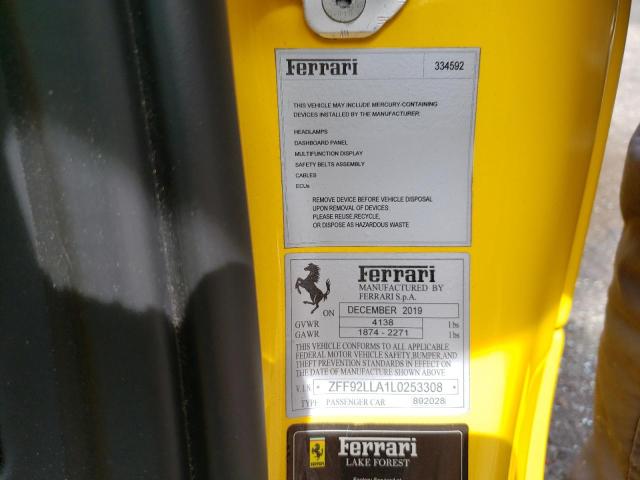 Ferrari 334592
THIS VEHICLE MAY INCLUDE MERCURY-CONTAINING
DEVICES INSTALLED BY THE MANUFACTURER:
HEADLAMPS
DASHBOARD PANEL
MULTIFUNCTION DISPLAY
SAFETY BELTS ASSEMBLY
CABLES
ECUs
REMOVE DEVICE BEFORE VEHICLE DISPOSAL
UPON REMOVAL OF DEVICES:
PLEASE REUSE,RECYCLE,
OR DISPOSE AS HAZARDOUS WASTE
Ferrari
MANUFACTURED BY
FERRARI S.p.A.
ON DECEMBER 2019
GVWR 4138 lbs
GAWR 1874 - 2271 lbs
THIS VEHICLE CONFORMS TO ALL APPLICABLE
FEDERAL MOTOR VEHICLE SAFETY,BUMPER,AND
THEFT PREVENTION STANDARDS IN EFFECT ON
THE DATE OF MANUFACTURE SHOWN ABOVE.
V.I.N. ZFF92LLA1L0253308
TYPE PASSENGER CAR 892028
Ferrari
LAKE FOREST